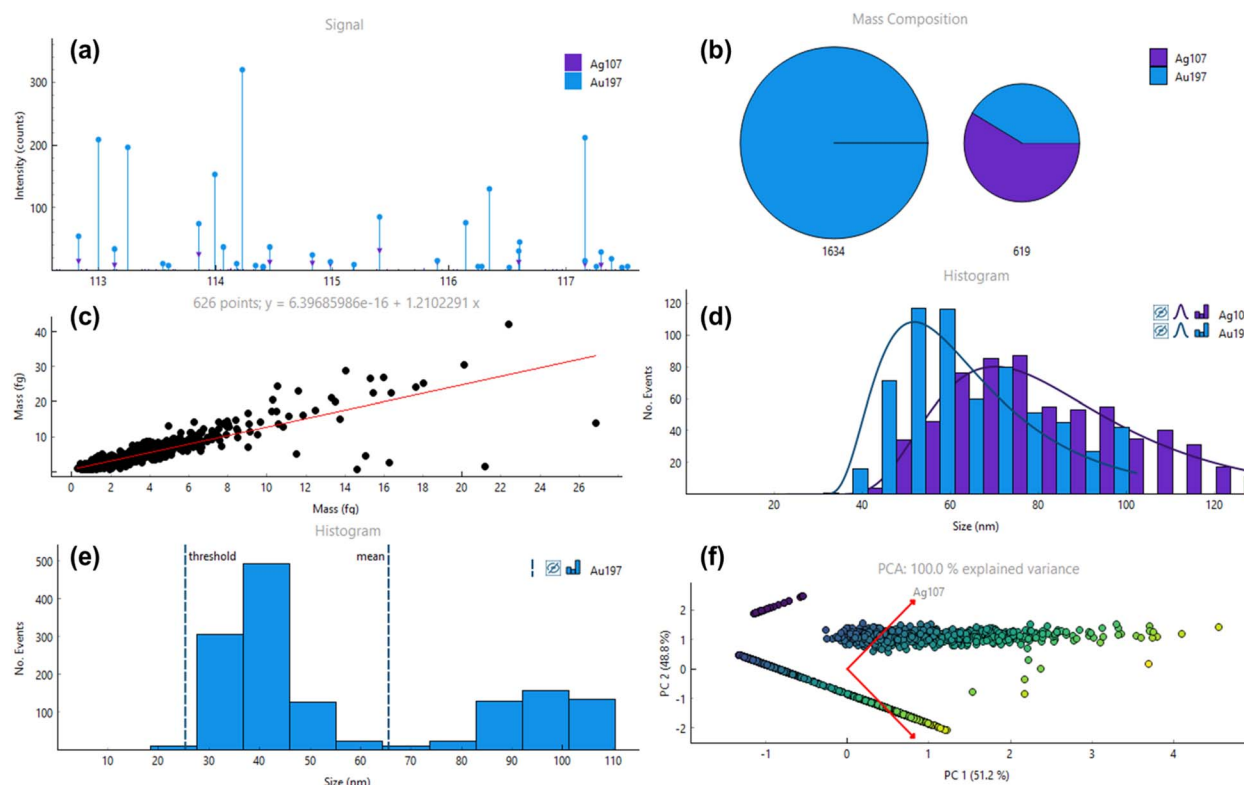 (a)
Signal
Ag107
Au197
Intensity (counts)
300
200
100
113
114
115
116
117
(b)
Mass Composition
Ag107
Au197
1634
619
(c)
626 points; y = 6.39685986e-16 + 1.2102291 x
Mass (fg)
40
30
20
10
0
2
4
6
8
10
12
14
16
18
20
22
24
26
Mass (fg)
(d)
Histogram
Ag10
Au19
No. Events
120
100
80
60
40
20
20
40
60
80
100
120
Size (nm)
(e)
Histogram
threshold
mean
Au197
No. Events
500
400
300
200
100
10
20
30
40
50
60
70
80
90
100
110
Size (nm)
(f)
PCA: 100.0 % explained variance
Ag107
PC 2 (48.8%)
2
1
0
-1
-2
-1
0
1
2
3
4
PC 1 (51.2 %)